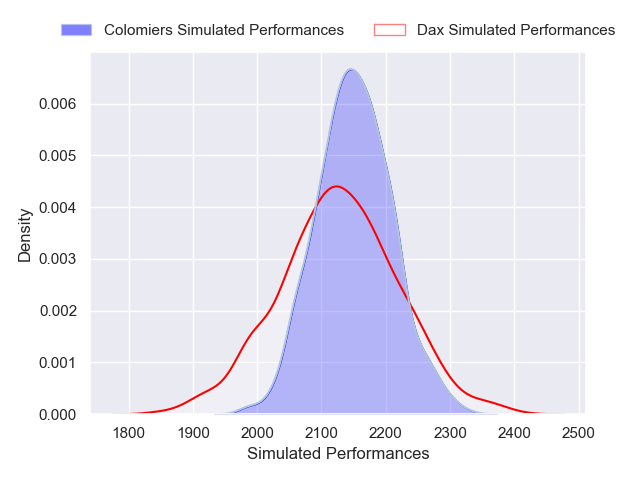 Colomiers Simulated Performances Dax Simulated Performances
0.006
0.005
0.004
0.003
0.002
0.001
0.000
Density
1800 1900 2000 2100 2200 2300 2400 2500
Simulated Performances